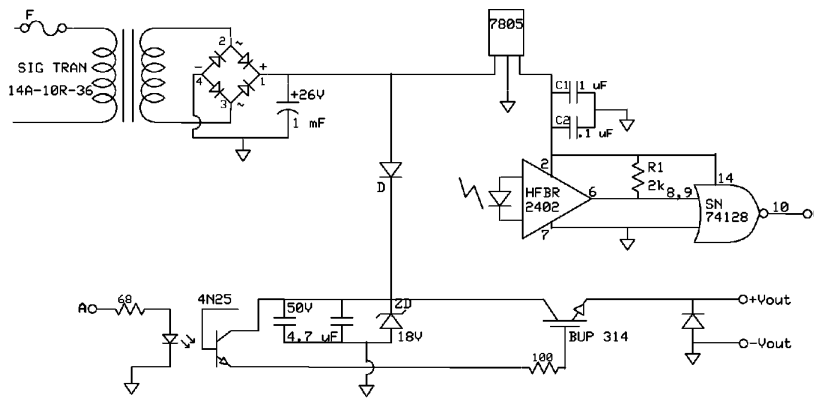 F
7805
SIG TRAN
14A-10R-36
2 ~
- +
4 1
3 ~
+26V
1 mF
C1 1 uF
C2 .1 uF
D
2
HFBR
2402
6
7
R1
2k
8,9
14
SN
74128
10
A
68
4N25
50V
4.7 uF
ZD
18V
BUP 314
100
+Vout
-Vout